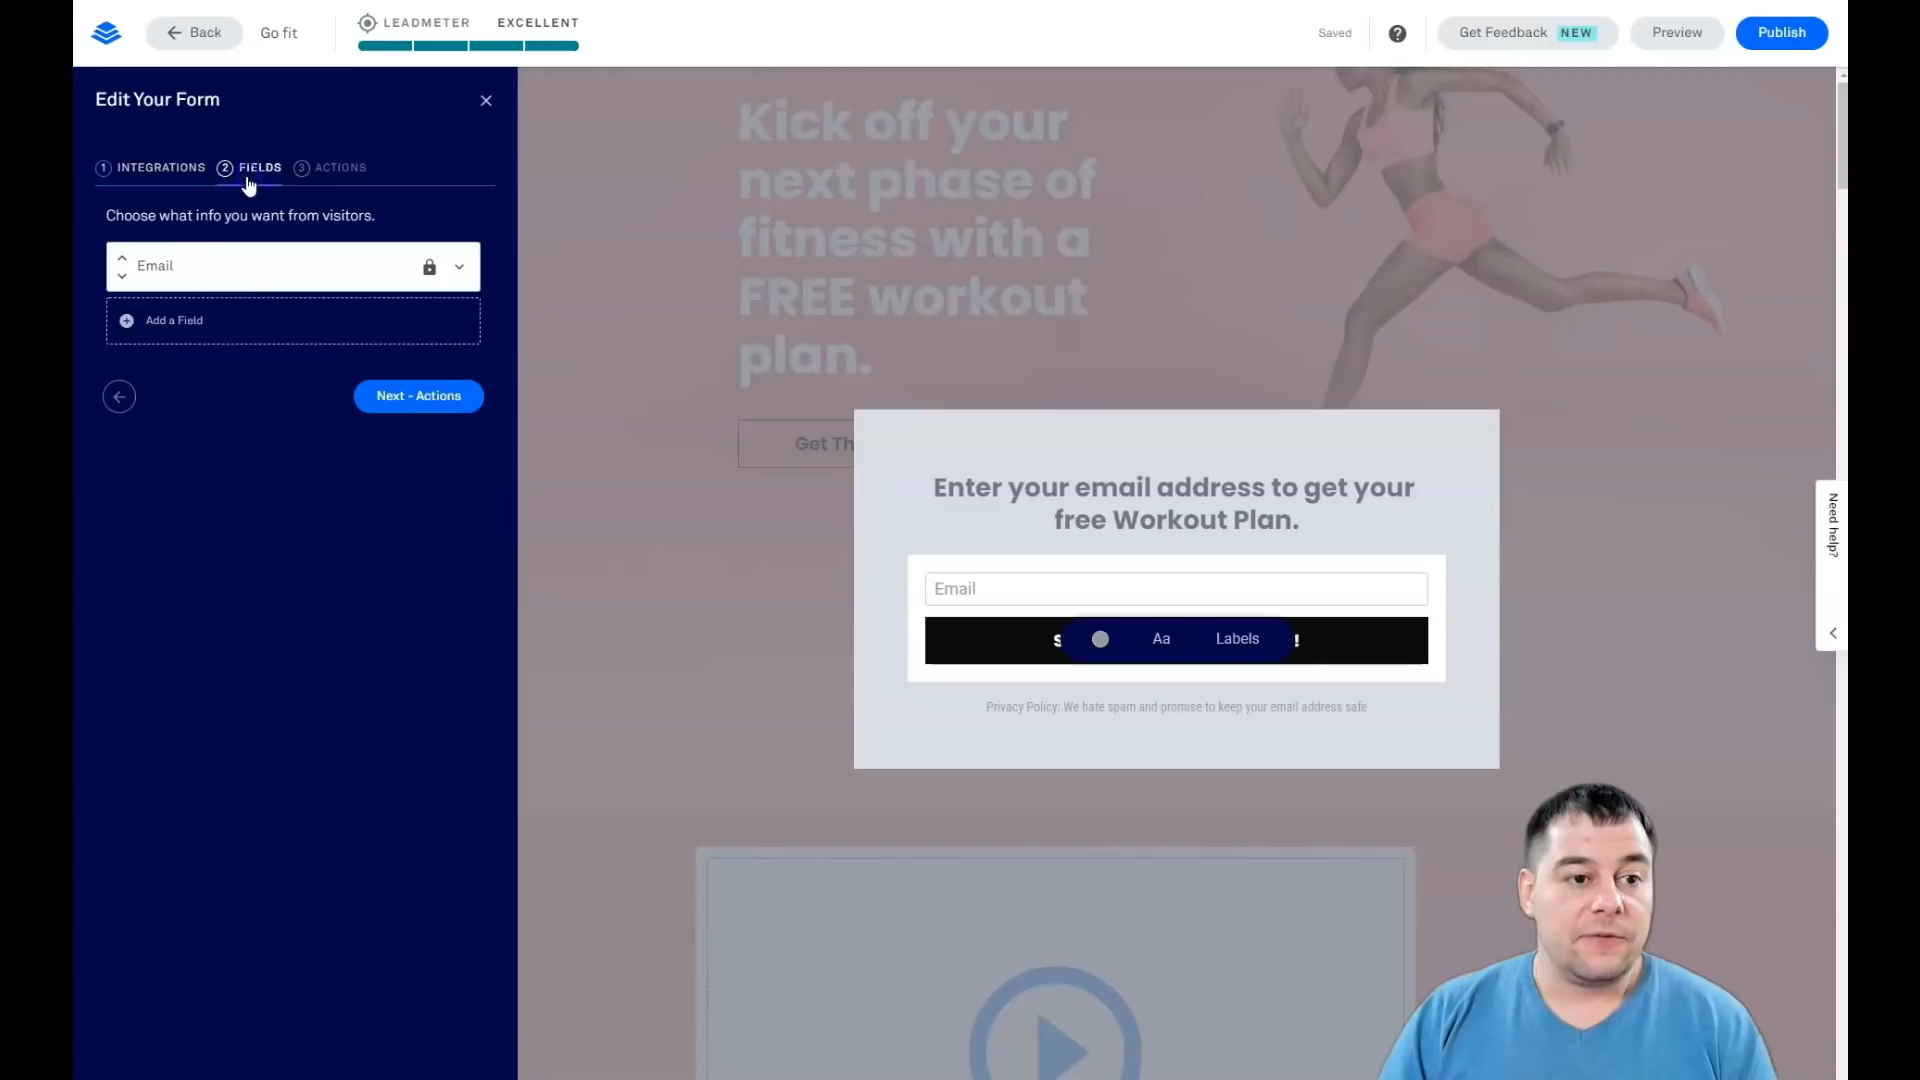 Back
Go fit
LEADMETER EXCELLENT
Saved
?
Get Feedback NEW
Preview
Publish
Edit Your Form
1 INTEGRATIONS 2 FIELDS 3 ACTIONS
Choose what info you want from visitors.
Email
Add a Field
Next - Actions
Kick off your
next phase of
fitness with a
FREE workout
plan.
Get Th
Enter your email address to get your
free Workout Plan.
Email
S
Aa
Labels
!
Privacy Policy: We hate spam and promise to keep your email address safe
Need help?